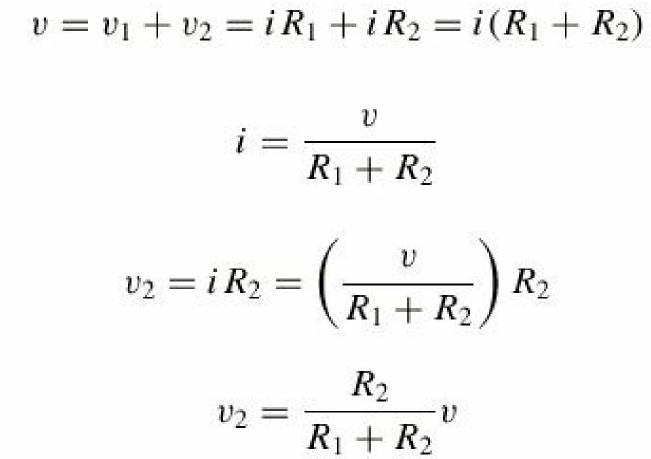 v = v₁ + v₂ = iR₁ + iR₂ = i(R₁ + R₂)
i = v / (R₁ + R₂)
v₂ = iR₂ = (v / (R₁ + R₂)) R₂
v₂ = R₂ / (R₁ + R₂) v